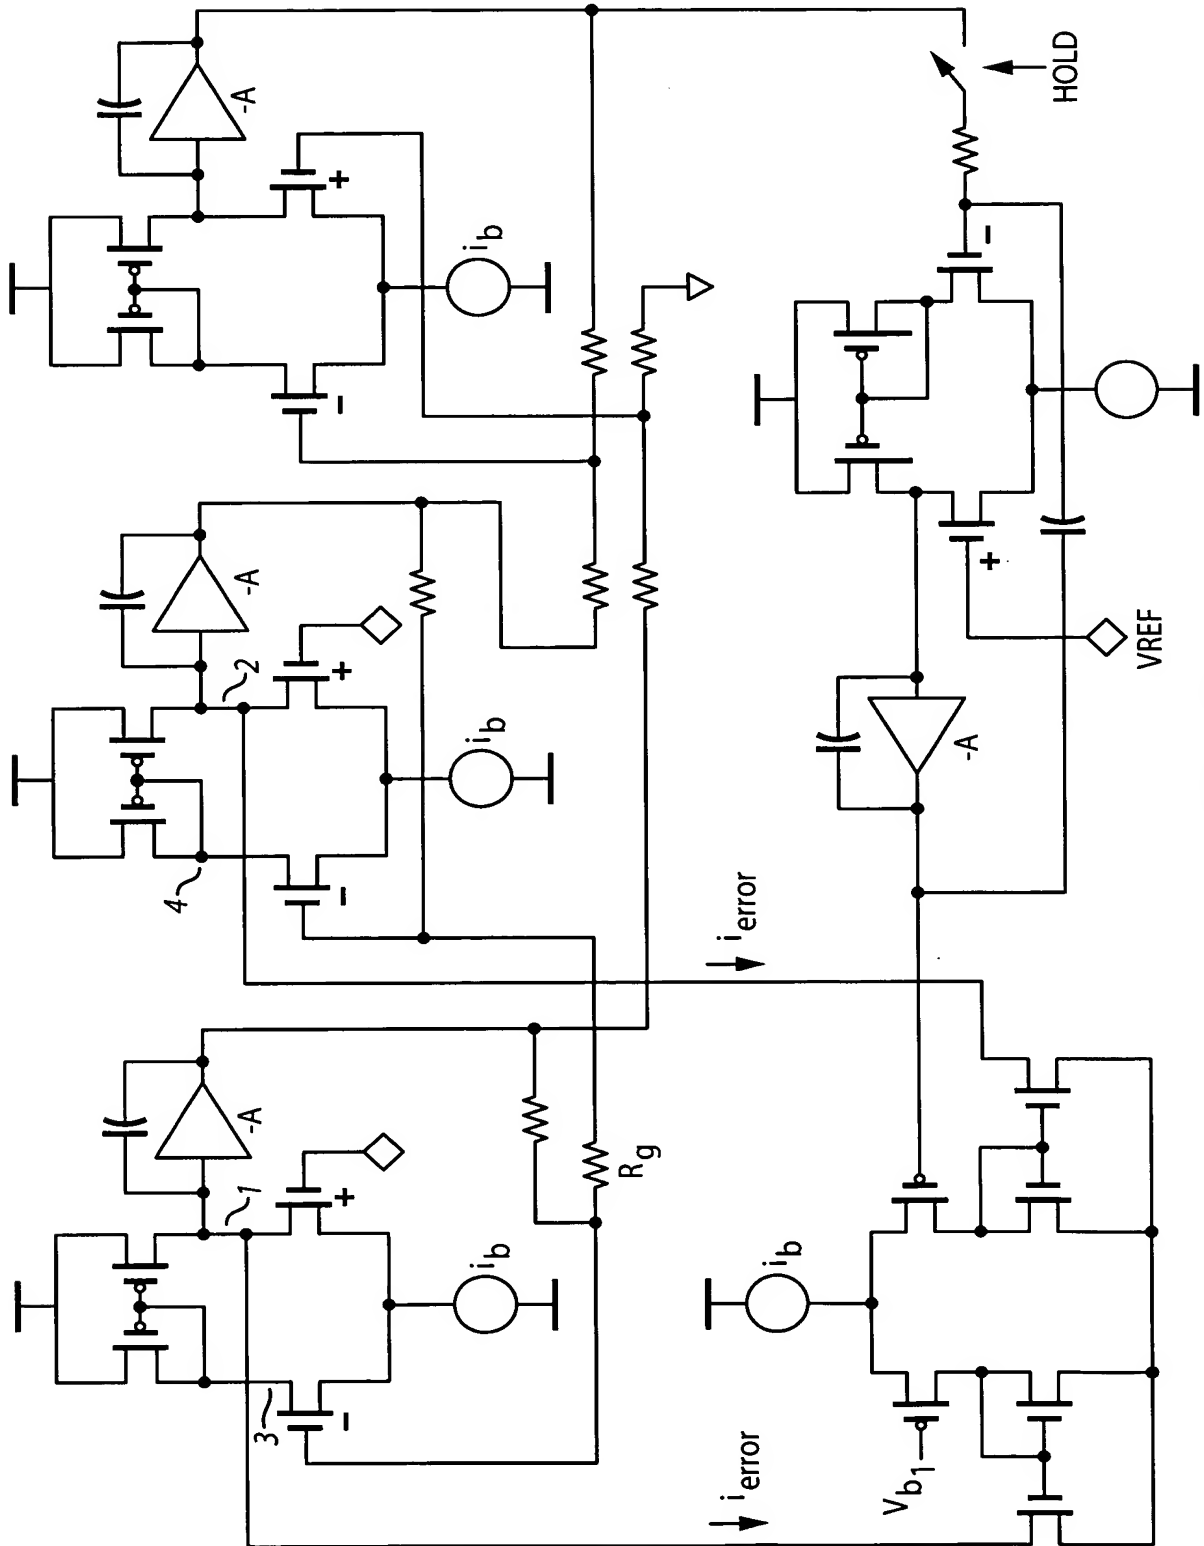 -A
HOLD
+
−
i_b
-A
2
4
+
−
i_b
VREF
+
−
-A
i_error
-A
1
3
+
−
i_b
R_g
i_b
i_error
V_b1